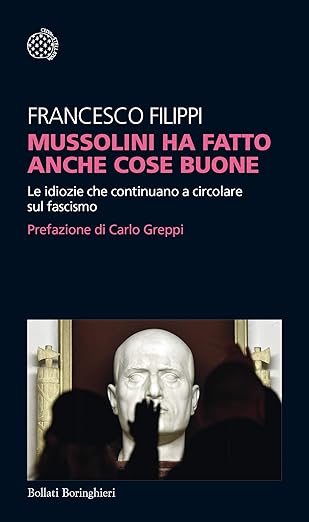 FRANCESCO FILIPPI
MUSSOLINI HA FATTO
ANCHE COSE BUONE
Le idiozie che continuano a circolare
sul fascismo
Prefazione di Carlo Greppi
Bollati Boringhieri